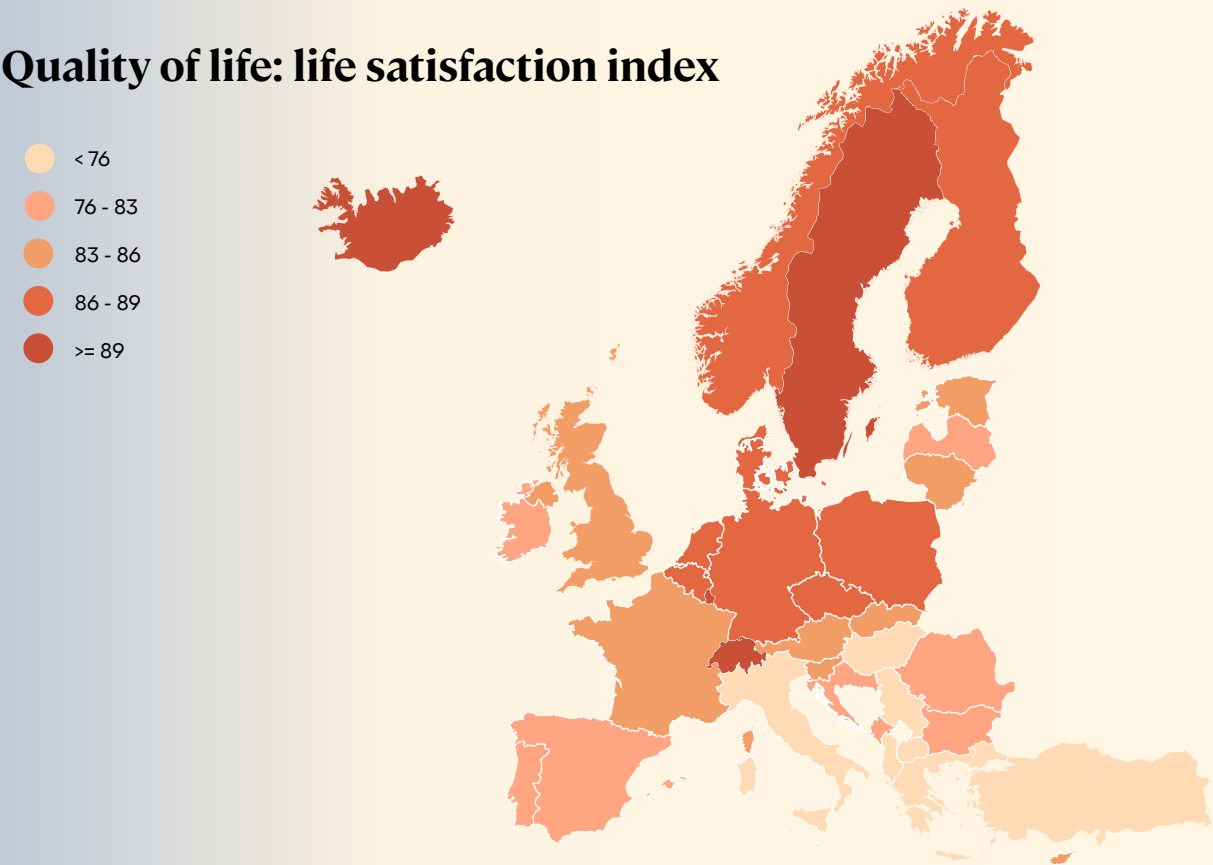 Quality of life: life satisfaction index
< 76
76 - 83
83 - 86
86 - 89
>= 89